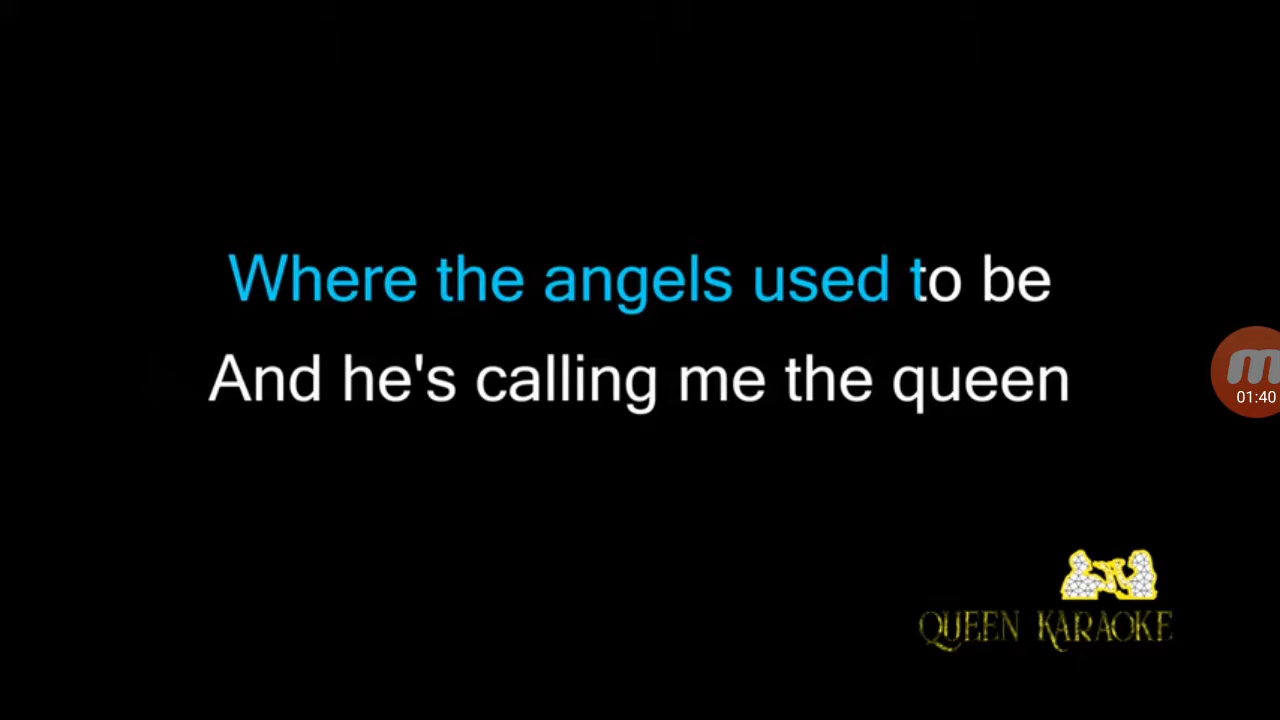 Where the angels used to be
And he's calling me the queen
01:40
QUEEN KARAOKE